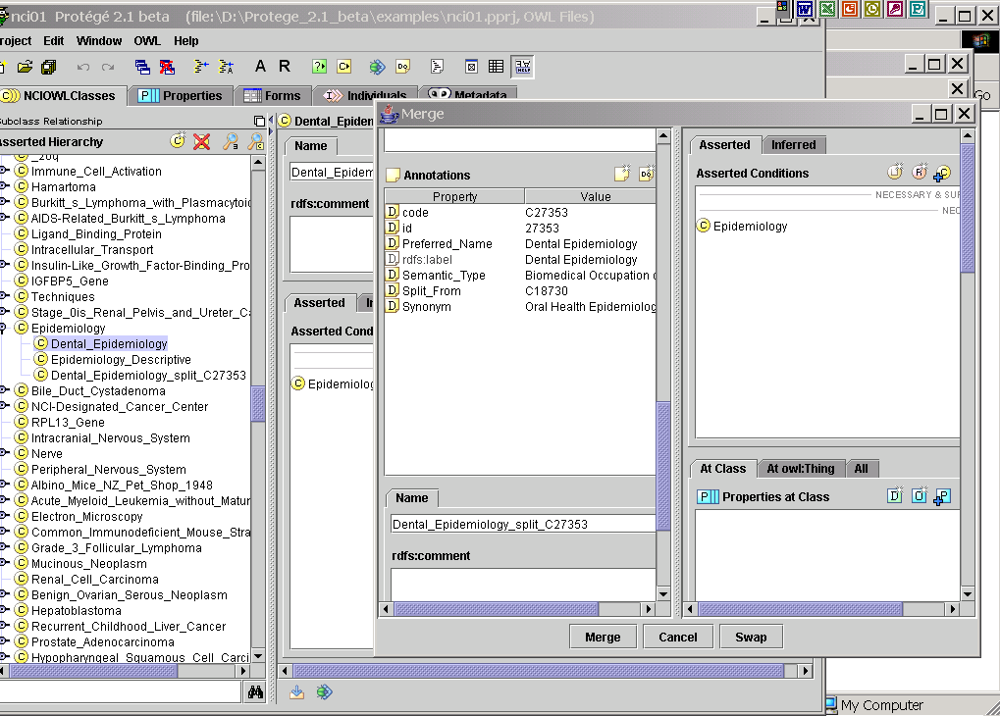 nci01 Protégé 2.1 beta (file:\D:\Protege_2.1_beta\examples\nci01.pprj, OWL Files)
roject Edit Window OWL Help
NCIOWLClasses Properties Forms Individuals Metadata
ubclass Relationship
sserted Hierarchy
_2oq
Immune_Cell_Activation
Hamartoma
Burkitt_s_Lymphoma_with_Plasmacytoi
AIDS-Related_Burkitt_s_Lymphoma
Ligand_Binding_Protein
Intracellular_Transport
Insulin-Like_Growth_Factor-Binding_Pro
IGFBP5_Gene
Techniques
Stage_0is_Renal_Pelvis_and_Ureter_C
Epidemiology
Dental_Epidemiology
Epidemiology_Descriptive
Dental_Epidemiology_split_C27353
Bile_Duct_Cystadenoma
NCI-Designated_Cancer_Center
RPL13_Gene
Intracranial_Nervous_System
Nerve
Peripheral_Nervous_System
Albino_Mice_NZ_Pet_Shop_1948
Acute_Myeloid_Leukemia_without_Matur
Electron_Microscopy
Common_Immunodeficient_Mouse_Stra
Grade_3_Follicular_Lymphoma
Mucinous_Neoplasm
Renal_Cell_Carcinoma
Benign_Ovarian_Serous_Neoplasm
Hepatoblastoma
Recurrent_Childhood_Liver_Cancer
Prostate_Adenocarcinoma
Hypopharyngeal_Squamous_Cell_Carci
Dental_Epider
Name
Dental_Epidem
rdfs:comment
Asserted
Asserted Cond
Epidemiolog
Merge
Annotations
Property Value
code C27353
id 27353
Preferred_Name Dental Epidemiology
rdfs:label Dental Epidemiology
Semantic_Type Biomedical Occupation
Split_From C18730
Synonym Oral Health Epidemiolog
Name
Dental_Epidemiology_split_C27353
rdfs:comment
Asserted Inferred
Asserted Conditions
NECESSARY & SUF
NEC
Epidemiology
At Class At owl:Thing All
Properties at Class
Merge Cancel Swap
Go
My Computer